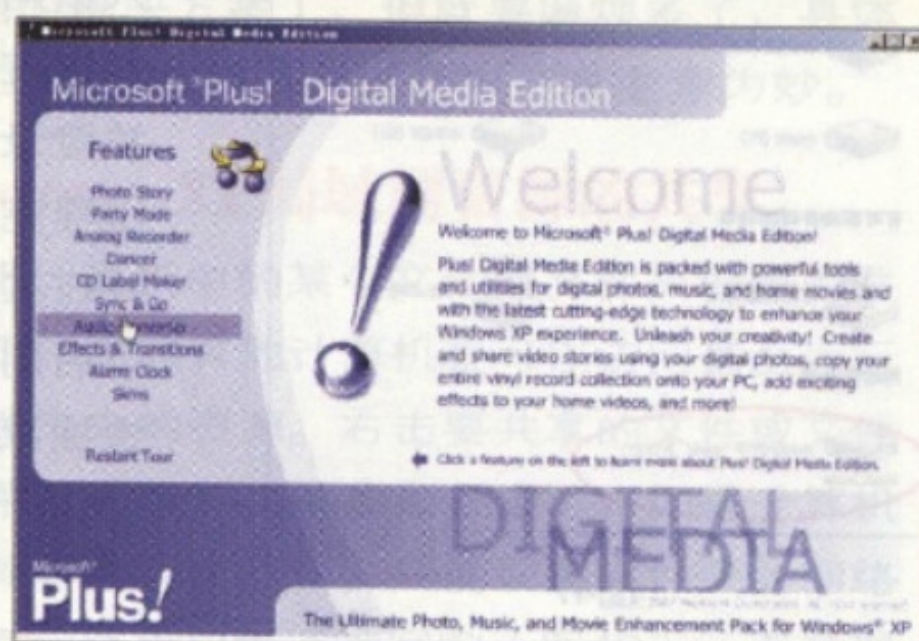 Microsoft Plus! Digital Media Edition
Microsoft® Plus! Digital Media Edition
Features
Photo Story
Party Mode
Analog Recorder
Dancer
CD Label Maker
Sync & Go
Audio Converter
Effects & Transitions
Alarm Clock
Skins
Restart Tour
Welcome
Welcome to Microsoft® Plus! Digital Media Edition!
Plus! Digital Media Edition is packed with powerful tools
and utilities for digital photos, music, and home movies and
with the latest cutting-edge technology to enhance your
Windows XP experience. Unleash your creativity! Create
and share video stories using your digital photos, copy your
entire vinyl record collection onto your PC, add exciting
effects to your home videos, and more!
Click a feature on the left to learn more about Plus! Digital Media Edition.
DIGITAL
MEDIA
Microsoft®
Plus!
The Ultimate Photo, Music, and Movie Enhancement Pack for Windows® XP